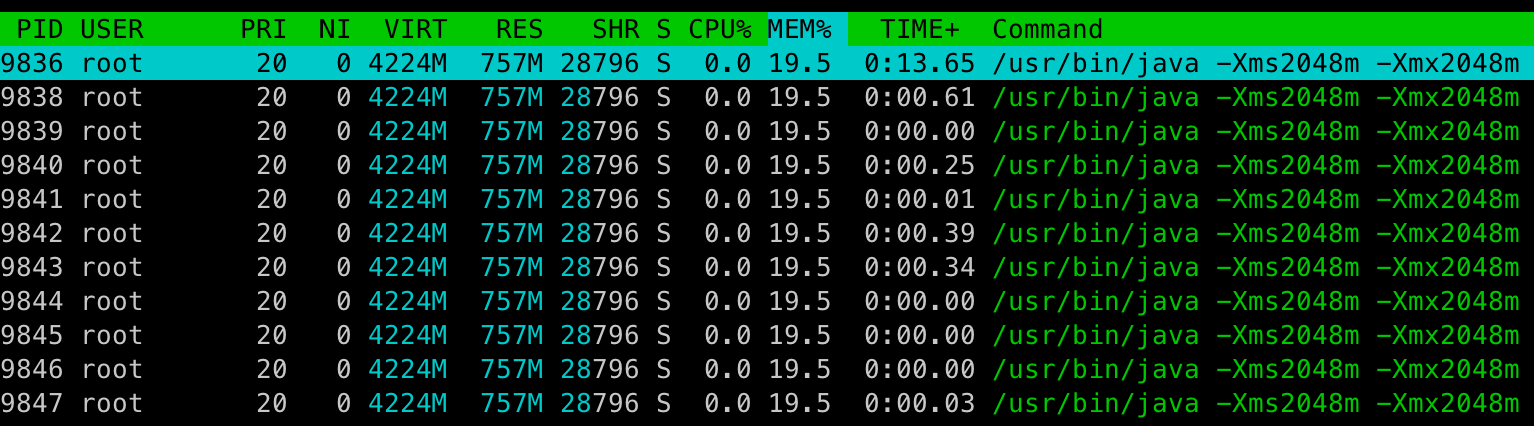 PID USER PRI NI VIRT RES SHR S CPU% MEM% TIME+ Command
9836 root 20 0 4224M 757M 28796 S 0.0 19.5 0:13.65 /usr/bin/java -Xms2048m -Xmx2048m
9838 root 20 0 4224M 757M 28796 S 0.0 19.5 0:00.61 /usr/bin/java -Xms2048m -Xmx2048m
9839 root 20 0 4224M 757M 28796 S 0.0 19.5 0:00.00 /usr/bin/java -Xms2048m -Xmx2048m
9840 root 20 0 4224M 757M 28796 S 0.0 19.5 0:00.25 /usr/bin/java -Xms2048m -Xmx2048m
9841 root 20 0 4224M 757M 28796 S 0.0 19.5 0:00.01 /usr/bin/java -Xms2048m -Xmx2048m
9842 root 20 0 4224M 757M 28796 S 0.0 19.5 0:00.39 /usr/bin/java -Xms2048m -Xmx2048m
9843 root 20 0 4224M 757M 28796 S 0.0 19.5 0:00.34 /usr/bin/java -Xms2048m -Xmx2048m
9844 root 20 0 4224M 757M 28796 S 0.0 19.5 0:00.00 /usr/bin/java -Xms2048m -Xmx2048m
9845 root 20 0 4224M 757M 28796 S 0.0 19.5 0:00.00 /usr/bin/java -Xms2048m -Xmx2048m
9846 root 20 0 4224M 757M 28796 S 0.0 19.5 0:00.00 /usr/bin/java -Xms2048m -Xmx2048m
9847 root 20 0 4224M 757M 28796 S 0.0 19.5 0:00.03 /usr/bin/java -Xms2048m -Xmx2048m